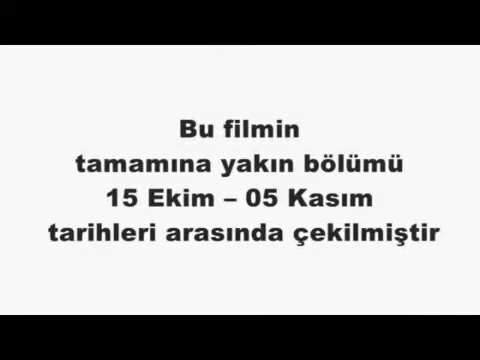 Bu filmin
tamamına yakın bölümü
15 Ekim – 05 Kasım
tarihleri arasında çekilmiştir